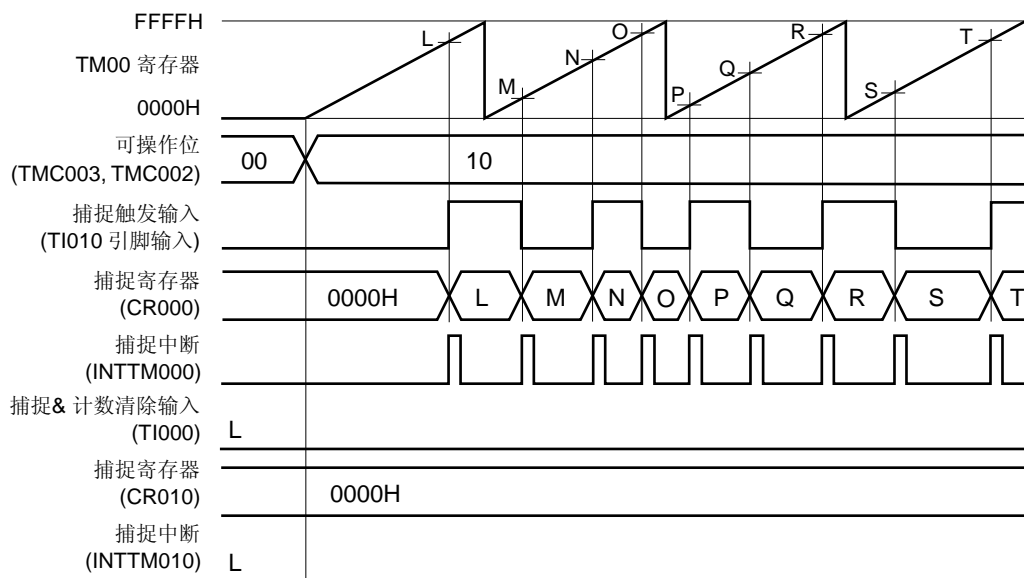 FFFFH
TM00 寄存器
0000H
L M N O P Q R S T
可操作位
(TMC003, TMC002)
00 10
捕捉触发输入
(TI010 引脚输入)
捕捉寄存器
(CR000)
0000H L M N O P Q R S T
捕捉中断
(INTTM000)
捕捉& 计数清除输入
(TI000) L
捕捉寄存器
(CR010) 0000H
捕捉中断
(INTTM010) L